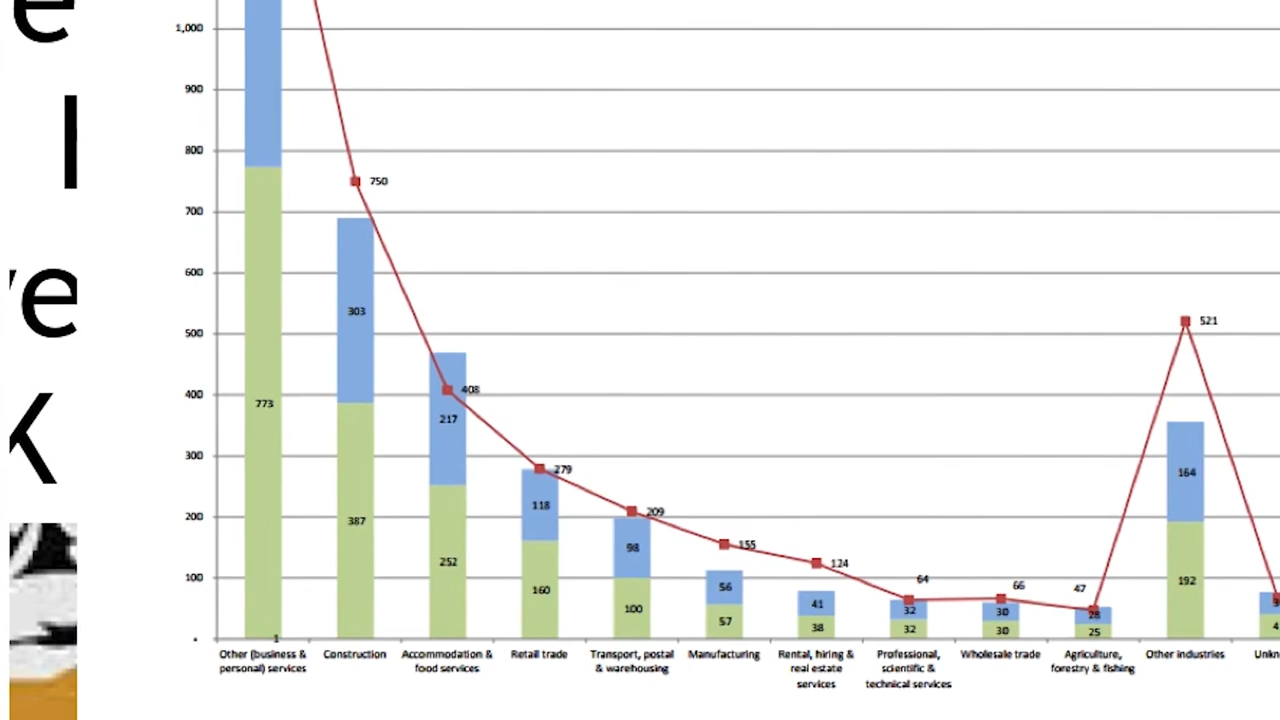 e
l
e
K
1,000
900
800
700
600
500
400
300
200
100
-
750
303
387
773
1
408
217
252
279
118
160
209
98
100
155
56
57
124
41
38
64
32
32
66
30
30
47
28
25
521
164
192
4
Other (business &
personal) services
Construction
Accommodation &
food services
Retail trade
Transport, postal
& warehousing
Manufacturing
Rental, hiring &
real estate
services
Professional,
scientific &
technical services
Wholesale trade
Agriculture,
forestry & fishing
Other industries